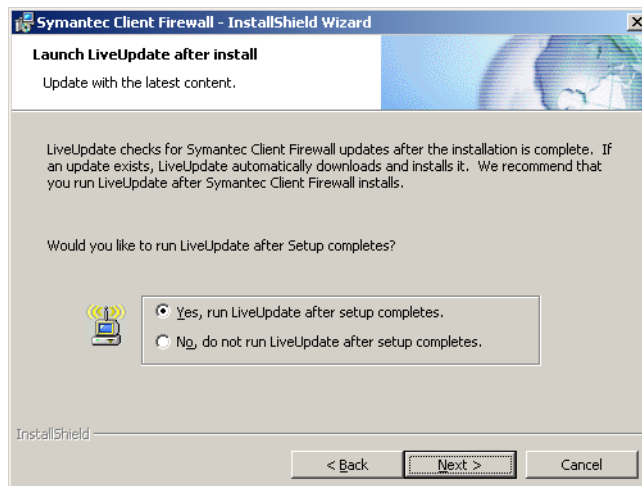 Symantec Client Firewall - InstallShield Wizard
Launch LiveUpdate after install
Update with the latest content.
LiveUpdate checks for Symantec Client Firewall updates after the installation is complete. If
an update exists, LiveUpdate automatically downloads and installs it. We recommend that
you run LiveUpdate after Symantec Client Firewall installs.
Would you like to run LiveUpdate after Setup completes?
Yes, run LiveUpdate after setup completes.
No, do not run LiveUpdate after setup completes.
InstallShield
< Back
Next >
Cancel